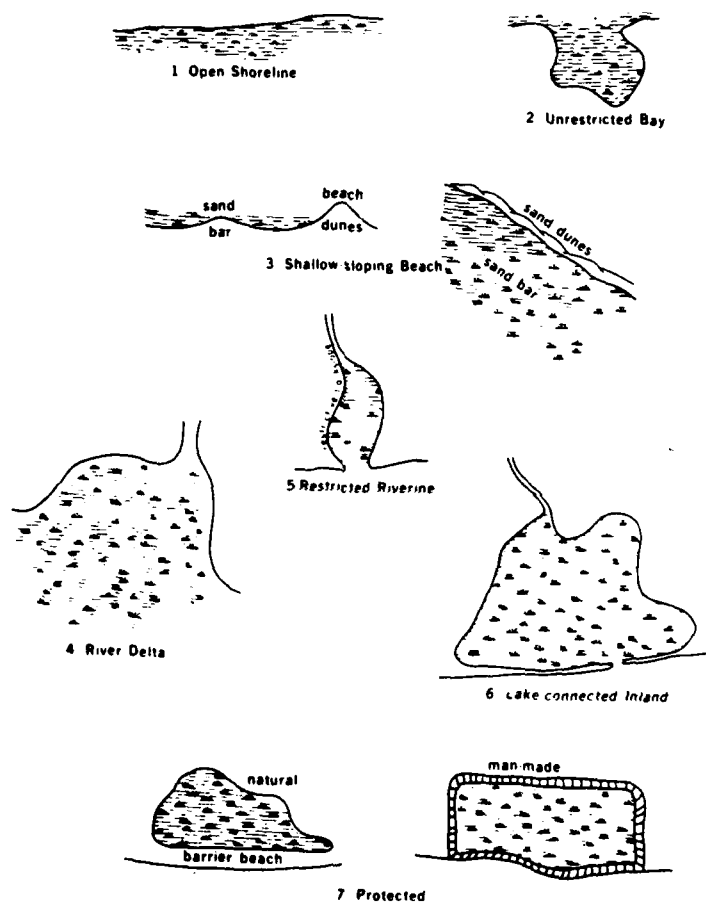 1 Open Shoreline
2 Unrestricted Bay
sand
bar
beach
dunes
3 Shallow-sloping Beach
sand dunes
sand bar
5 Restricted Riverine
4 River Delta
6 Lake connected Inland
natural
barrier beach
man-made
7 Protected